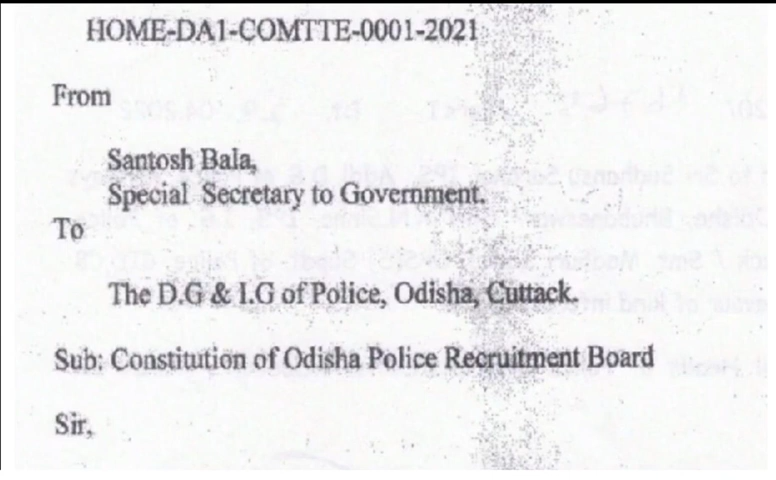 HOME-DA1-COMTTE-0001-2021
From
Santosh Bala,
Special Secretary to Government.
To
The D.G & I.G of Police, Odisha, Cuttack.
Sub: Constitution of Odisha Police Recruitment Board
Sir,